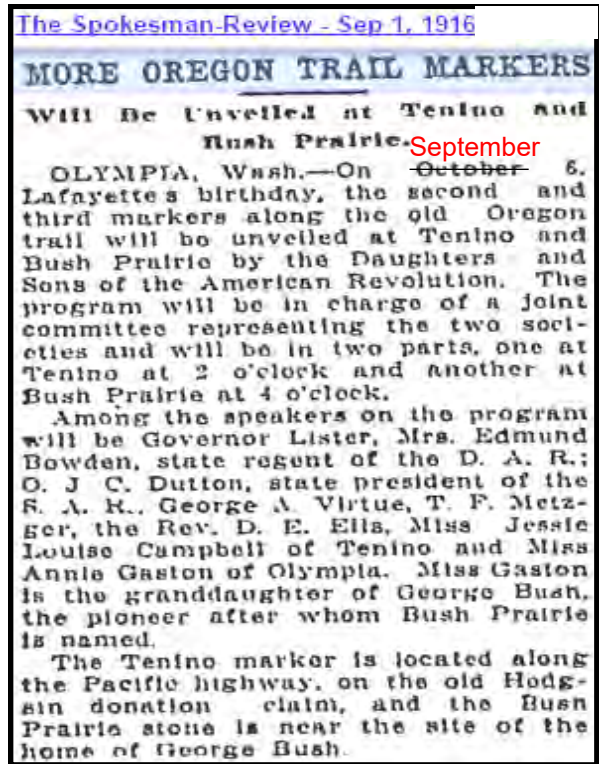 The Spokesman-Review - Sep 1, 1916
MORE OREGON TRAIL MARKERS
Will Be Unveiled at Tenino and
Bush Prairie.
September
OLYMPIA, Wash.—On October 6,
Lafayette's birthday, the second and
third markers along the old Oregon
trail will be unveiled at Tenino and
Bush Prairie by the Daughters and
Sons of the American Revolution. The
program will be in charge of a joint
committee representing the two soci-
eties and will be in two parts, one at
Tenino at 2 o'clock and another at
Bush Prairie at 4 o'clock.
Among the speakers on the program
will be Governor Lister, Mrs. Edmund
Bowden, state regent of the D. A. R.;
O. J C. Dutton, state president of the
S. A. R., George A. Virtue, T. F. Metz-
ger, the Rev. D. E. Ells, Miss Jessie
Louise Campbell of Tenino and Miss
Annie Gaston of Olympia. Miss Gaston
is the granddaughter of George Bush,
the pioneer after whom Bush Prairie
is named.
The Tenino marker is located along
the Pacific highway, on the old Hodg-
sin donation claim, and the Bush
Prairie stone is near the site of the
home of George Bush.